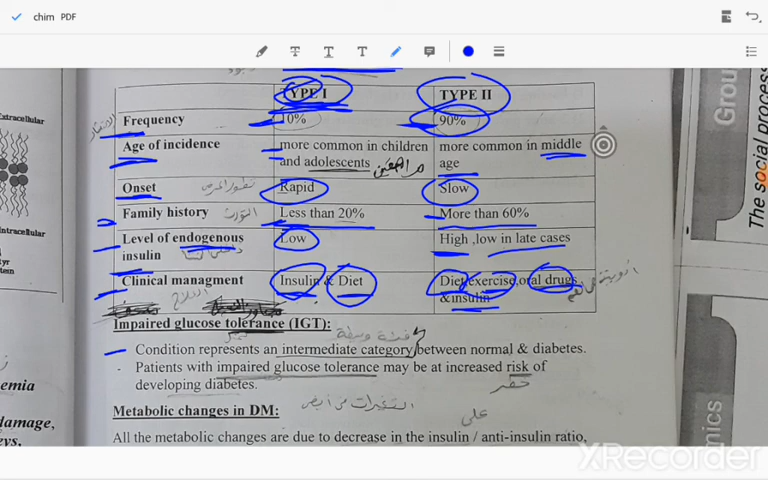 chim PDF
TYPE I TYPE II
Frequency 10% 90%
Age of incidence more common in children more common in middle
and adolescents مراهقين age
Onset Rapid Slow
Family history Less than 20% More than 60%
Level of endogenous Low High ,low in late cases
insulin
Clinical managment Insulin & Diet Diet,exercise,oral drugs
&insulin
Impaired glucose tolerance (IGT):
Condition represents an intermediate category between normal & diabetes.
- Patients with impaired glucose tolerance may be at increased risk of
developing diabetes.
Metabolic changes in DM:
All the metabolic changes are due to decrease in the insulin / anti-insulin ratio,
Extracellular
Intracellular
emia
damage,
Grou
The social process
mics
XRecorder